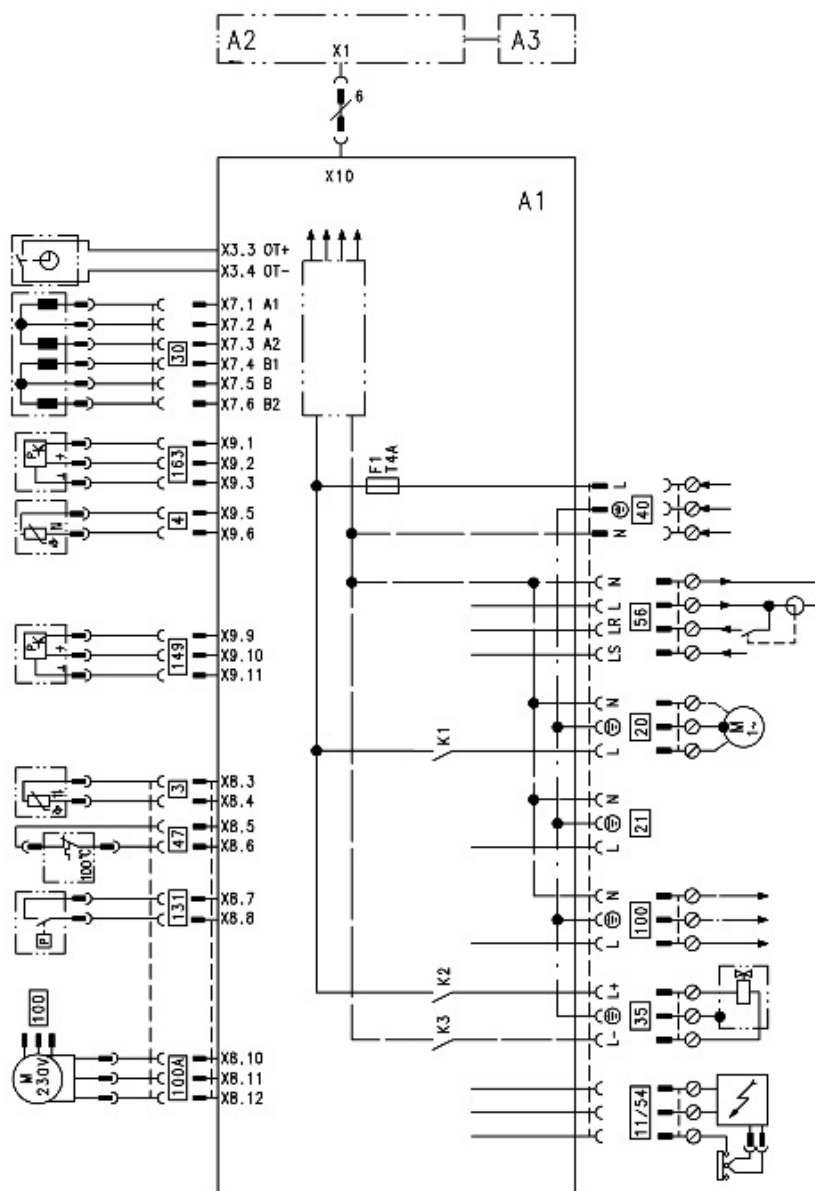 A2
A3
X1
6
X10
A1
X3.3 OT+
X3.4 OT-
X7.1 A1
X7.2 A
X7.3 A2
X7.4 B1
X7.5 B
X7.6 B2
30
F1
T4A
X9.1
X9.2
X9.3
163
P
+
X9.5
X9.6
4
L
N
40
N
L
LR
LS
56
X9.9
X9.10
X9.11
149
P
+
N
L
20
M
1~
K1
X8.3
X8.4
3
X8.5
X8.6
47
100°C
N
L
21
X8.7
X8.8
131
P
N
L
100
K2
K3
L+
L-
35
100
M
230V
X8.10
X8.11
X8.12
100A
11/54